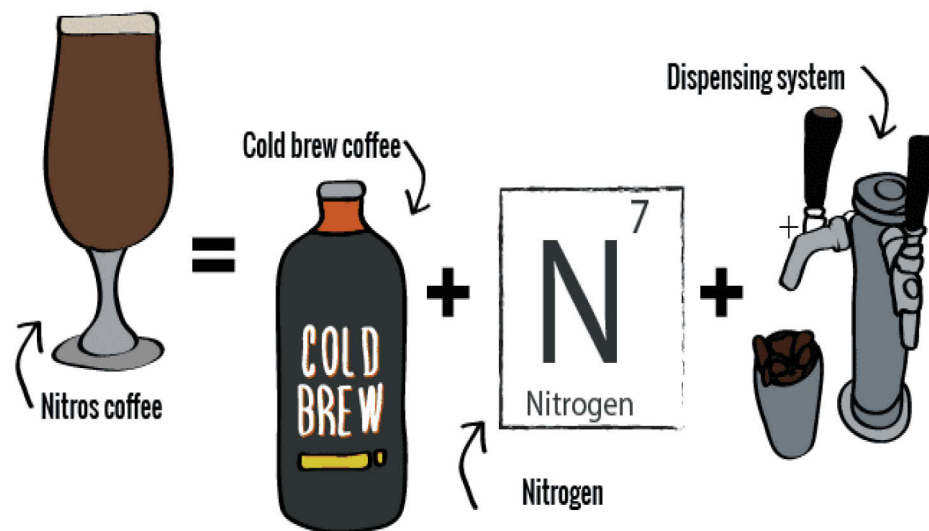 Dispensing system
Cold brew coffee
7
N
Nitrogen
COLD
BREW
Nitros coffee
Nitrogen
=
+
+